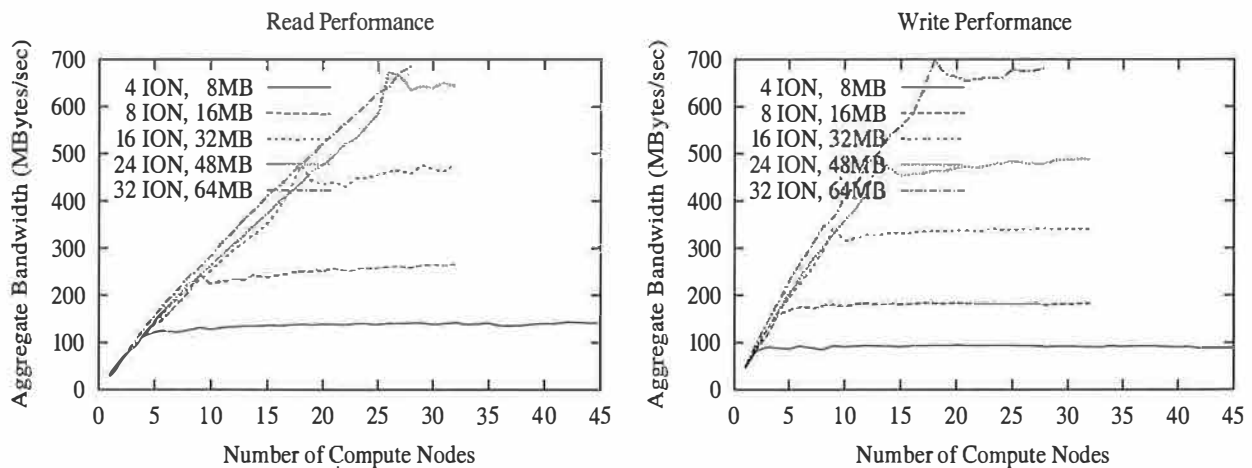 Read Performance
Aggregate Bandwidth (MBytes/sec)
700
600
500
400
300
200
100
0
4 ION, 8MB
8 ION, 16MB
16 ION, 32MB
24 ION, 48MB
32 ION, 64MB
0 5 10 15 20 25 30 35 40 45
Number of Compute Nodes
Write Performance
Aggregate Bandwidth (MBytes/sec)
700
600
500
400
300
200
100
0
4 ION, 8MB
8 ION, 16MB
16 ION, 32MB
24 ION, 48MB
32 ION, 64MB
0 5 10 15 20 25 30 35 40 45
Number of Compute Nodes